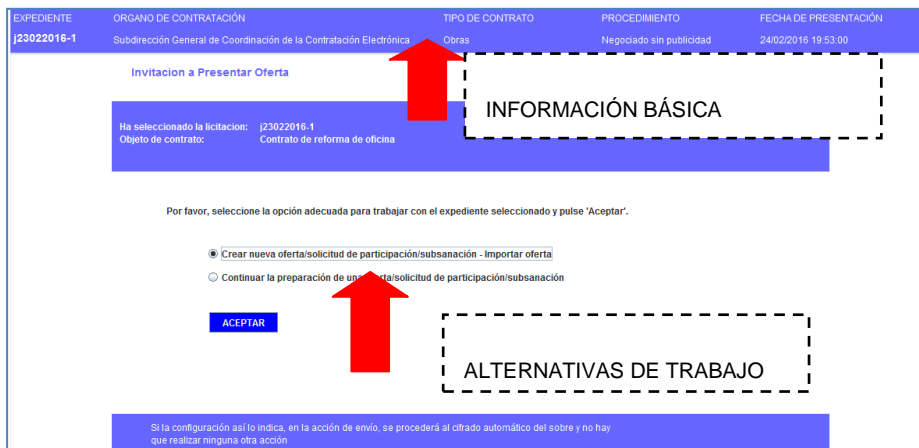 EXPEDIENTE ORGANO DE CONTRATACIÓN TIPO DE CONTRATO PROCEDIMIENTO FECHA DE PRESENTACIÓN
j23022016-1 Subdirección General de Coordinación de la Contratación Electrónica Obras Negociado sin publicidad 24/02/2016 19:53:00
Invitacion a Presentar Oferta
INFORMACIÓN BÁSICA
Ha seleccionado la licitacion: j23022016-1
Objeto de contrato: Contrato de reforma de oficina
Por favor, seleccione la opción adecuada para trabajar con el expediente seleccionado y pulse 'Aceptar'.
Crear nueva oferta/solicitud de participación/subsanación - Importar oferta
Continuar la preparación de una oferta/solicitud de participación/subsanación
ACEPTAR
ALTERNATIVAS DE TRABAJO
Si la configuración así lo indica, en la acción de envío, se procederá al cifrado automático del sobre y no hay
que realizar ninguna otra acción